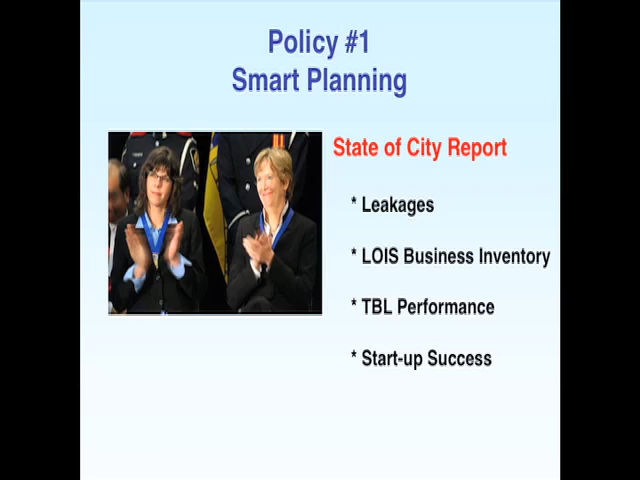 Policy #1
Smart Planning
State of City Report
* Leakages
* LOIS Business Inventory
* TBL Performance
* Start-up Success